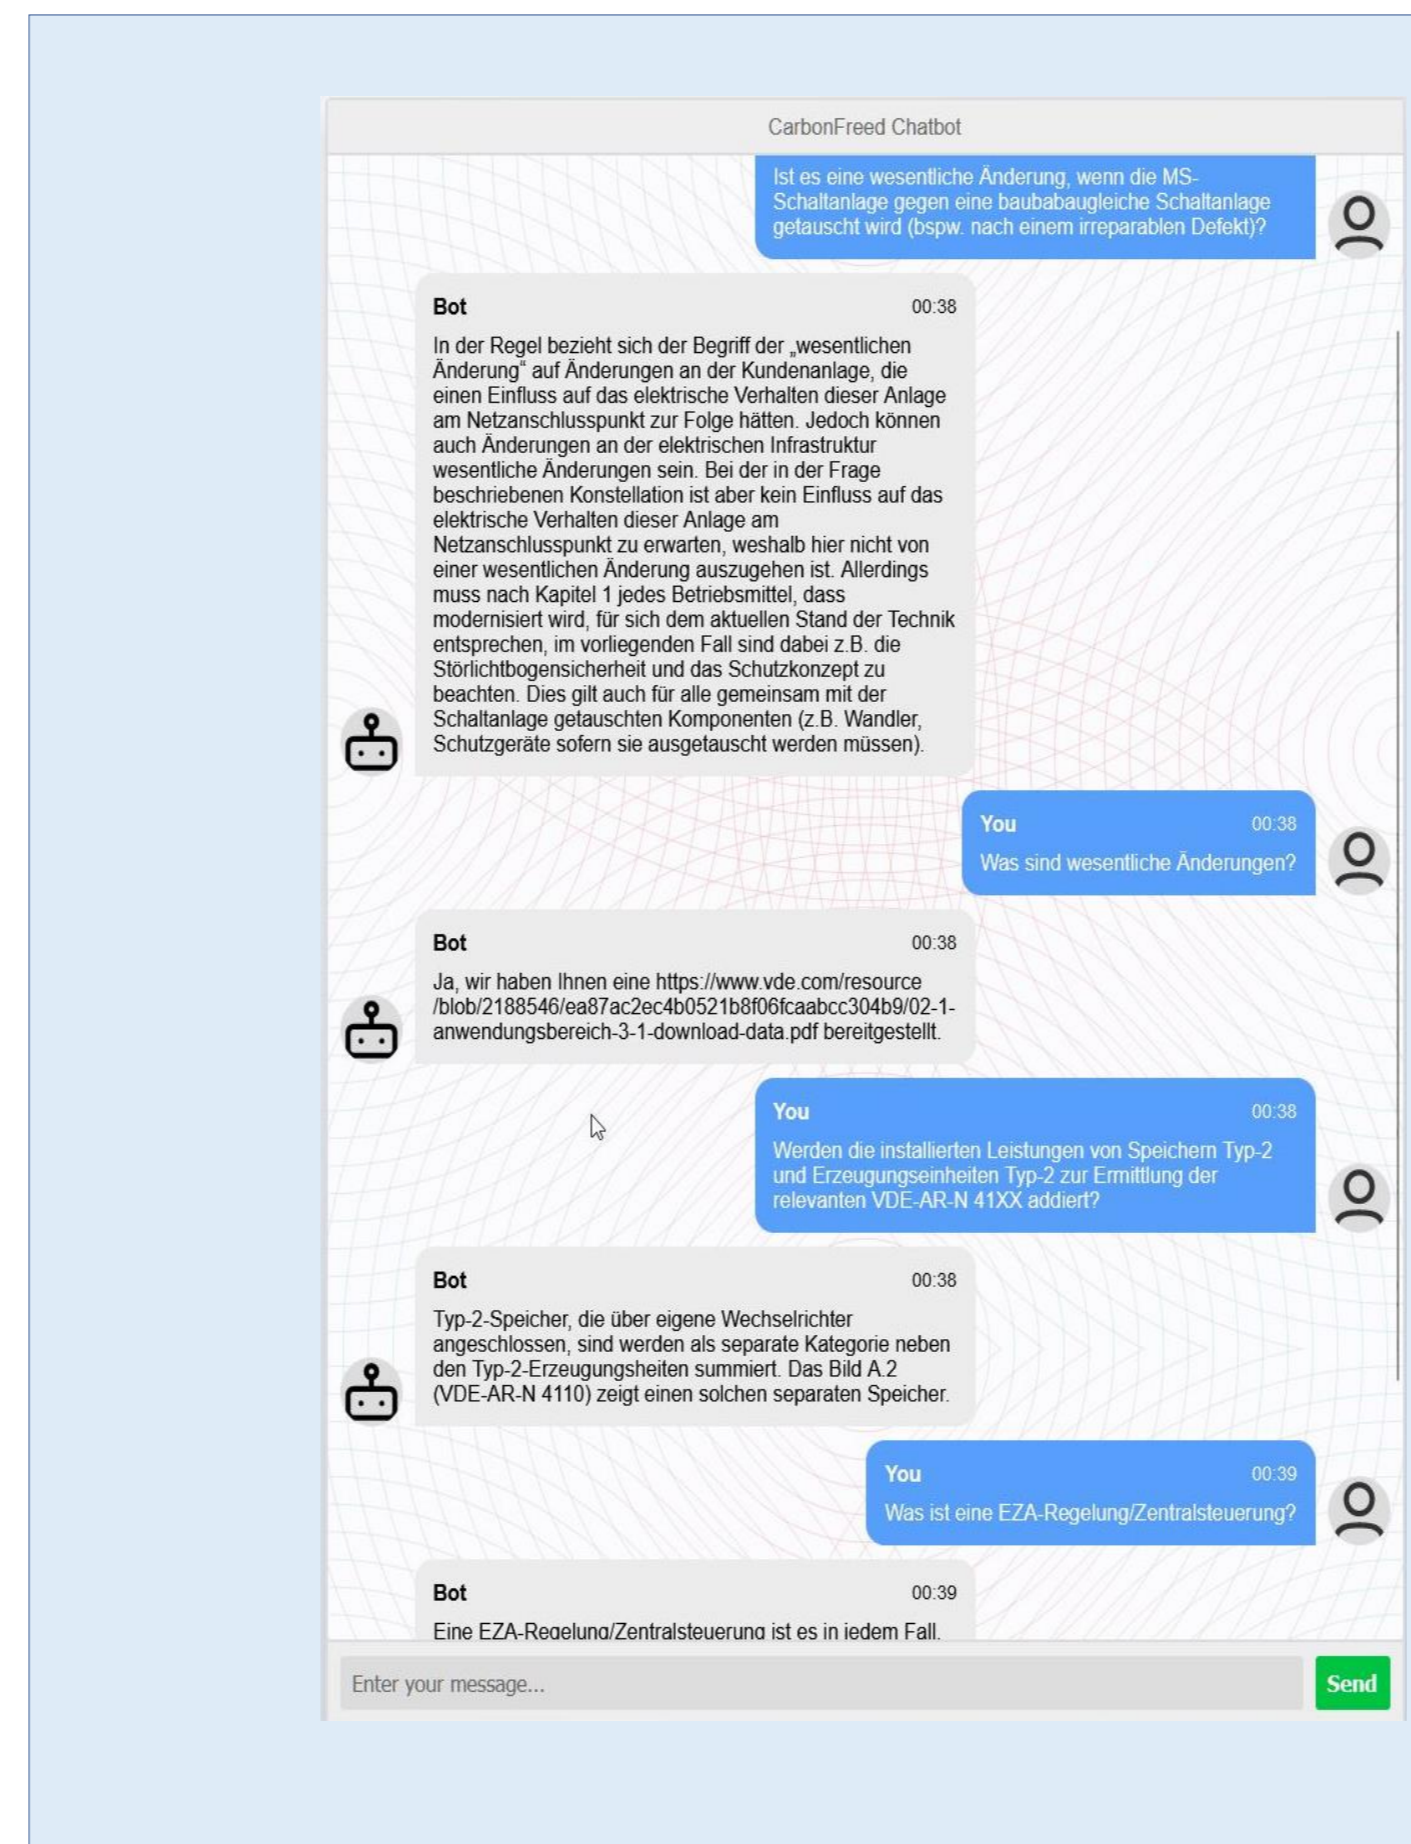 CarbonFreed Chatbot
Ist es eine wesentliche Änderung, wenn die MS-
Schaltanlage gegen eine baubabaugleiche Schaltanlage
getauscht wird (bspw. nach einem irreparablen Defekt)?
Bot 00:38
In der Regel bezieht sich der Begriff der „wesentlichen
Änderung“ auf Änderungen an der Kundenanlage, die
einen Einfluss auf das elektrische Verhalten dieser Anlage
am Netzanschlusspunkt zur Folge hätten. Jedoch können
auch Änderungen an der elektrischen Infrastruktur
wesentliche Änderungen sein. Bei der in der Frage
beschriebenen Konstellation ist aber kein Einfluss auf das
elektrische Verhalten dieser Anlage am
Netzanschlusspunkt zu erwarten, weshalb hier nicht von
einer wesentlichen Änderung auszugehen ist. Allerdings
muss nach Kapitel 1 jedes Betriebsmittel, dass
modernisiert wird, für sich dem aktuellen Stand der Technik
entsprechen, im vorliegenden Fall sind dabei z.B. die
Störlichtbogensicherheit und das Schutzkonzept zu
beachten. Dies gilt auch für alle gemeinsam mit der
Schaltanlage getauschten Komponenten (z.B. Wandler,
Schutzgeräte sofern sie ausgetauscht werden müssen).
You 00:38
Was sind wesentliche Änderungen?
Bot 00:38
Ja, wir haben Ihnen eine https://www.vde.com/resource
/blob/2188546/ea87ac2ec4b0521b8f06fcaabcc304b9/02-1-
anwendungsbereich-3-1-download-data.pdf bereitgestellt.
You 00:38
Werden die installierten Leistungen von Speichern Typ-2
und Erzeugungseinheiten Typ-2 zur Ermittlung der
relevanten VDE-AR-N 41XX addiert?
Bot 00:38
Typ-2-Speicher, die über eigene Wechselrichter
angeschlossen, sind werden als separate Kategorie neben
den Typ-2-Erzeugungsheiten summiert. Das Bild A.2
(VDE-AR-N 4110) zeigt einen solchen separaten Speicher.
You 00:39
Was ist eine EZA-Regelung/Zentralsteuerung?
Bot 00:39
Eine EZA-Regelung/Zentralsteuerung ist es in jedem Fall.
Enter your message...
Send